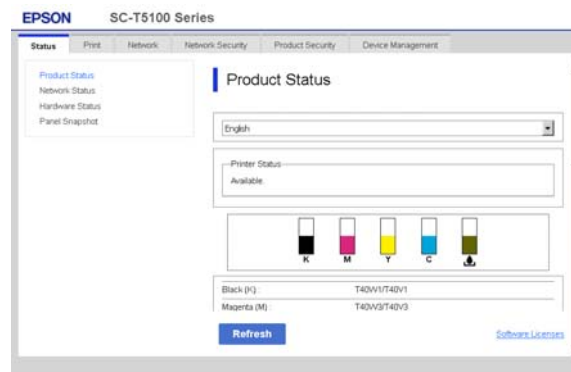 EPSON SC-T5100 Series
Status Print Network Network Security Product Security Device Management
Product Status
Network Status
Hardware Status
Panel Snapshot
Product Status
English
Printer Status
Available
K M Y C
Black (K) : T40W1/T40V1
Magenta (M) : T40W3/T40V3
Refresh
Software Licenses